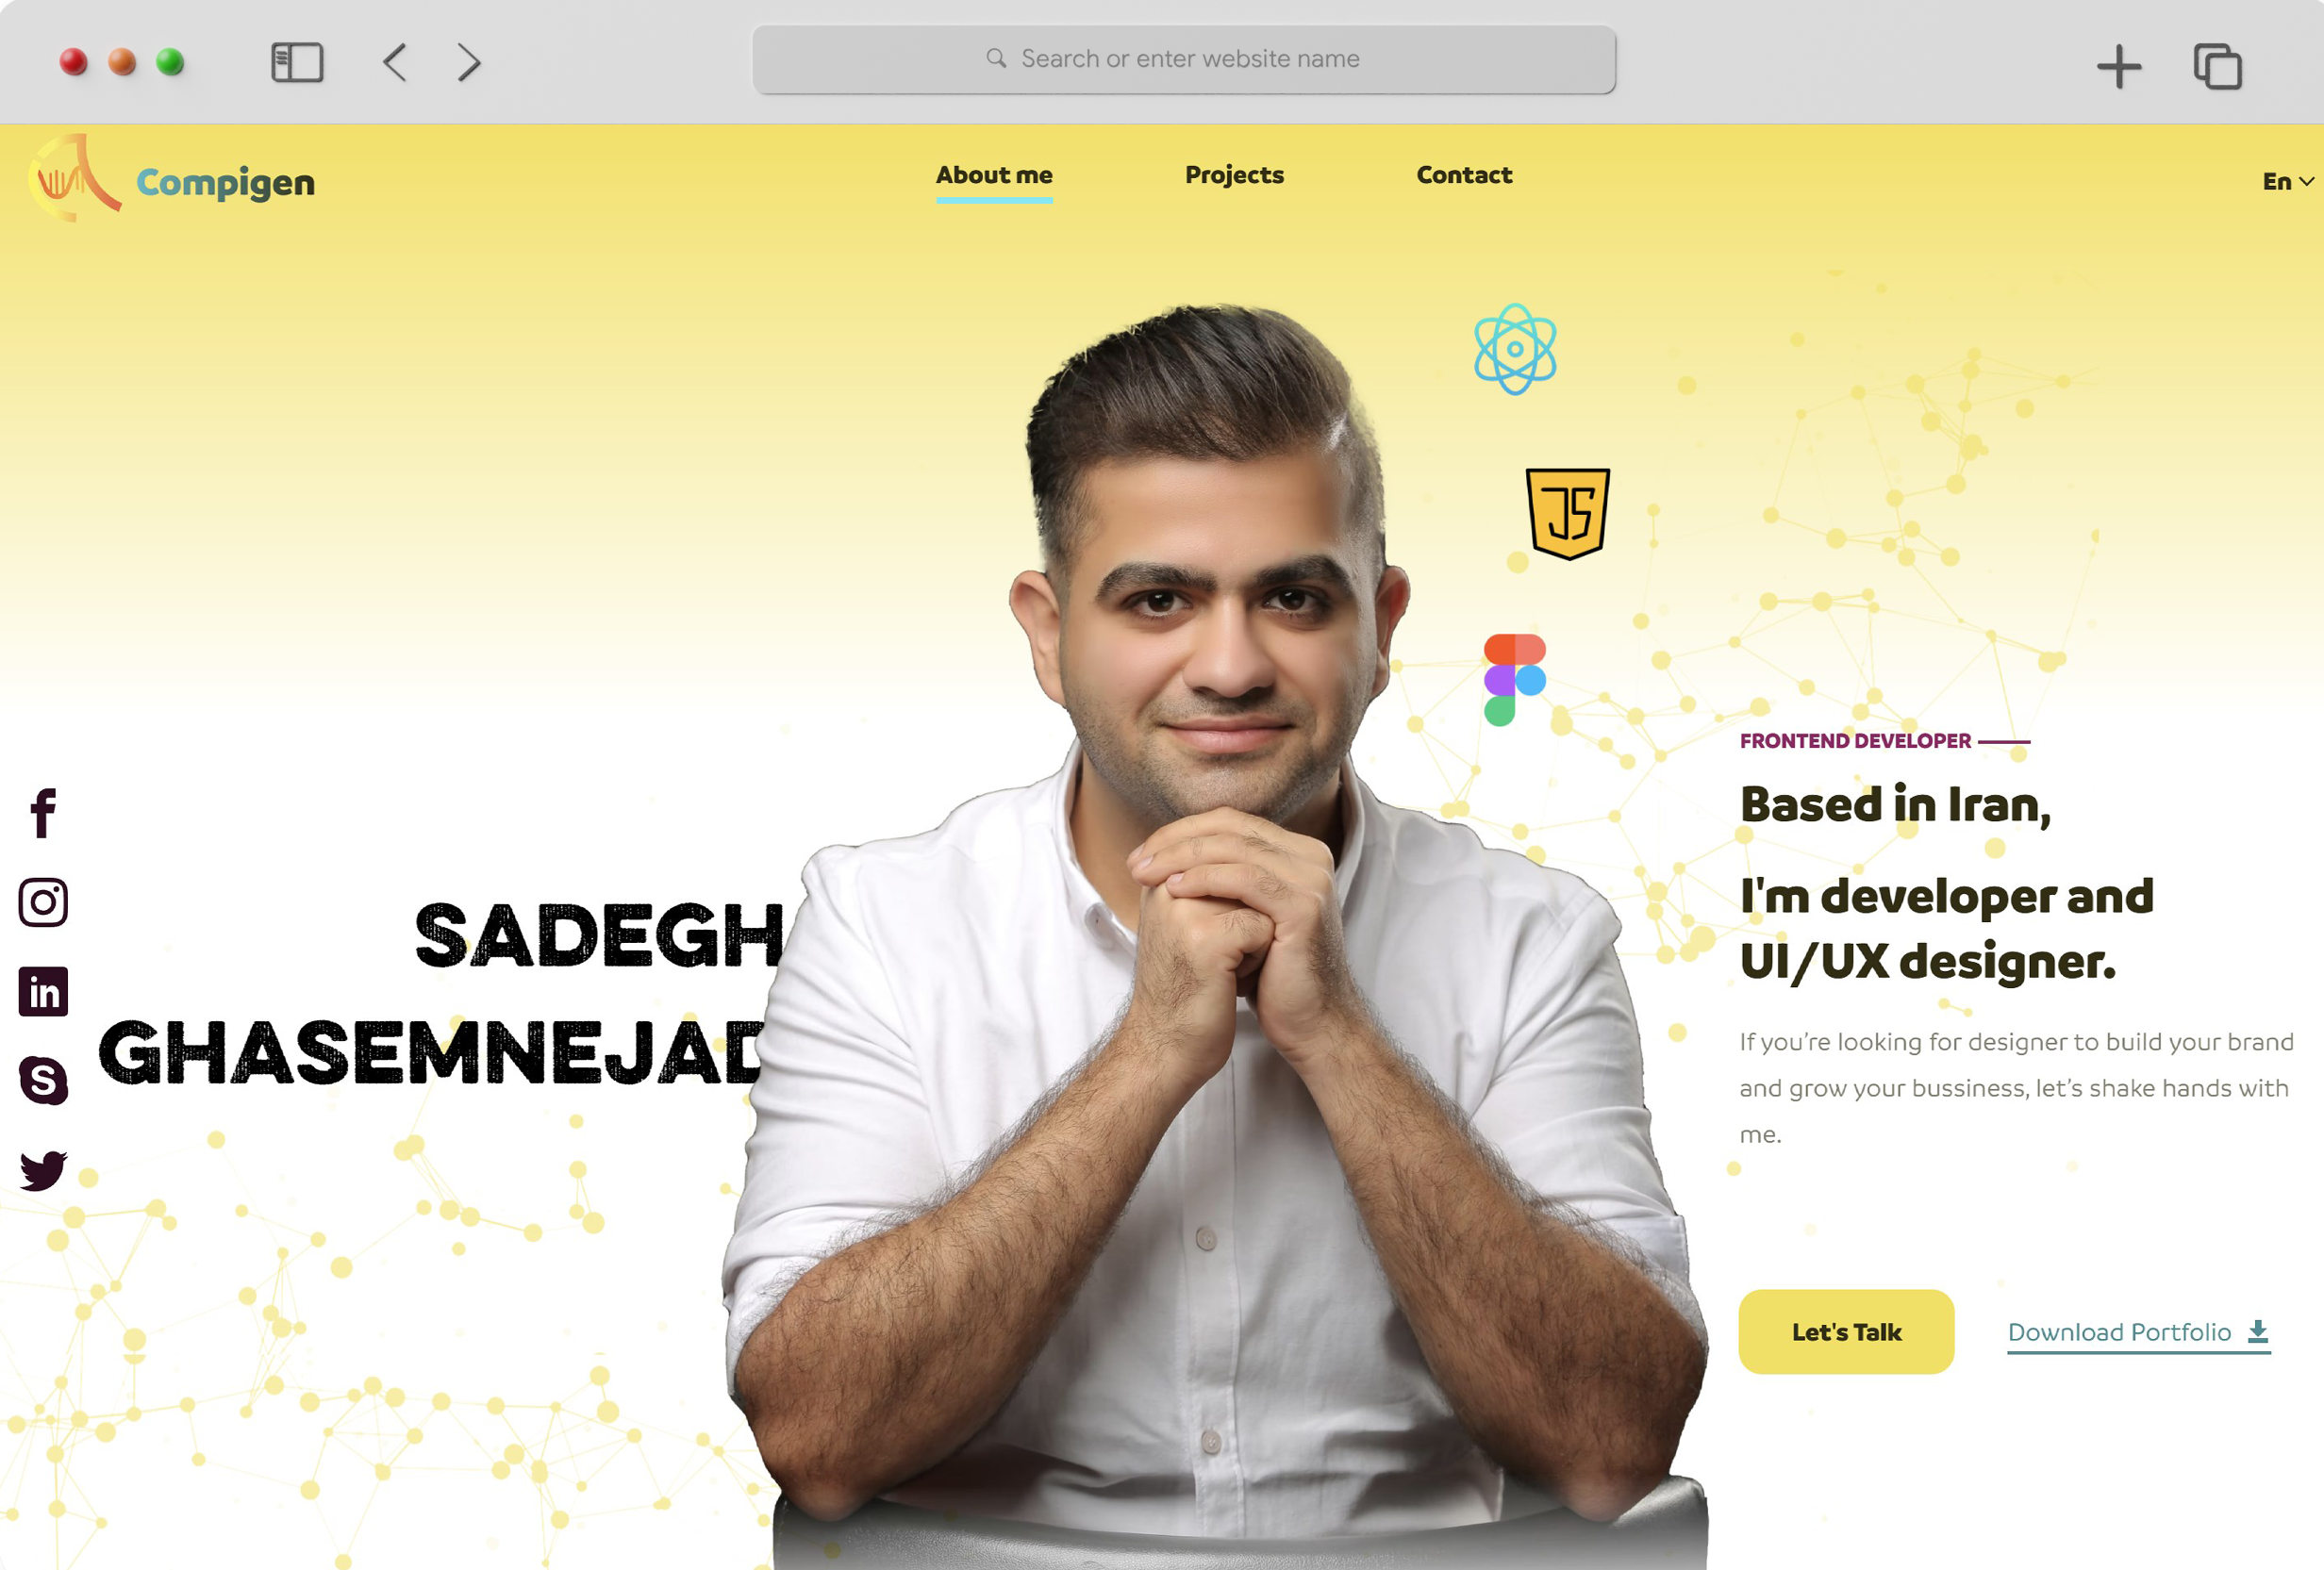 Search or enter website name
Compigen
About me
Projects
Contact
En
JS
SADEGH
GHASEMNEJAD
FRONTEND DEVELOPER
Based in Iran,
I'm developer and
UI/UX designer.
If you’re looking for designer to build your brand
and grow your bussiness, let’s shake hands with
me.
Let's Talk
Download Portfolio